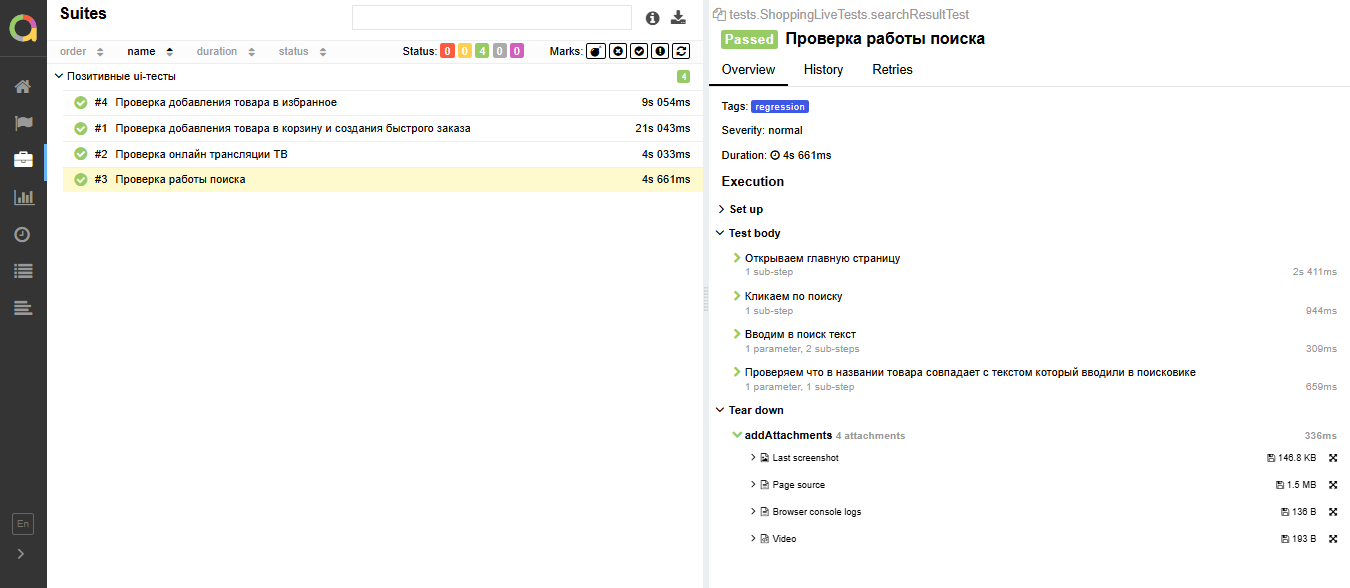 Suites
order name duration status Status: 0 0 4 0 0 Marks:
Позитивные ui-тесты 4
#4 Проверка добавления товара в избранное 9s 054ms
#1 Проверка добавления товара в корзину и создания быстрого заказа 21s 043ms
#2 Проверка онлайн трансляции ТВ 4s 033ms
#3 Проверка работы поиска 4s 661ms
En
tests.ShoppingLiveTests.searchResultTest
Passed Проверка работы поиска
Overview History Retries
Tags: regression
Severity: normal
Duration: 4s 661ms
Execution
Set up
Test body
Открываем главную страницу
1 sub-step 2s 411ms
Кликаем по поиску
1 sub-step 944ms
Вводим в поиск текст
1 parameter, 2 sub-steps 309ms
Проверяем что в названии товара совпадает с текстом который вводили в поисковике
1 parameter, 1 sub-step 659ms
Tear down
addAttachments 4 attachments 336ms
Last screenshot 146.8 KB
Page source 1.5 MB
Browser console logs 136 B
Video 193 B